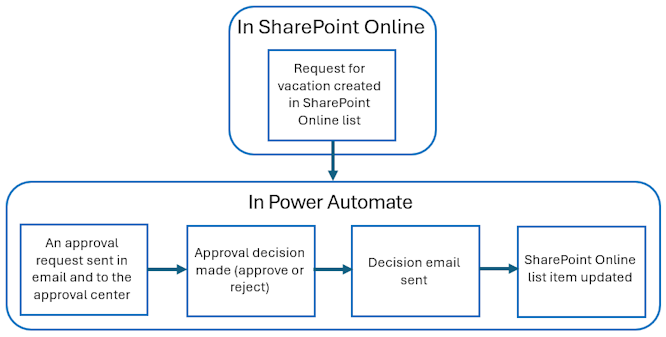 In SharePoint Online
Request for
vacation created
in SharePoint
Online list
In Power Automate
An approval
request sent in
email and to the
approval center
Approval decision
made (approve or
reject)
Decision email
sent
SharePoint Online
list item updated